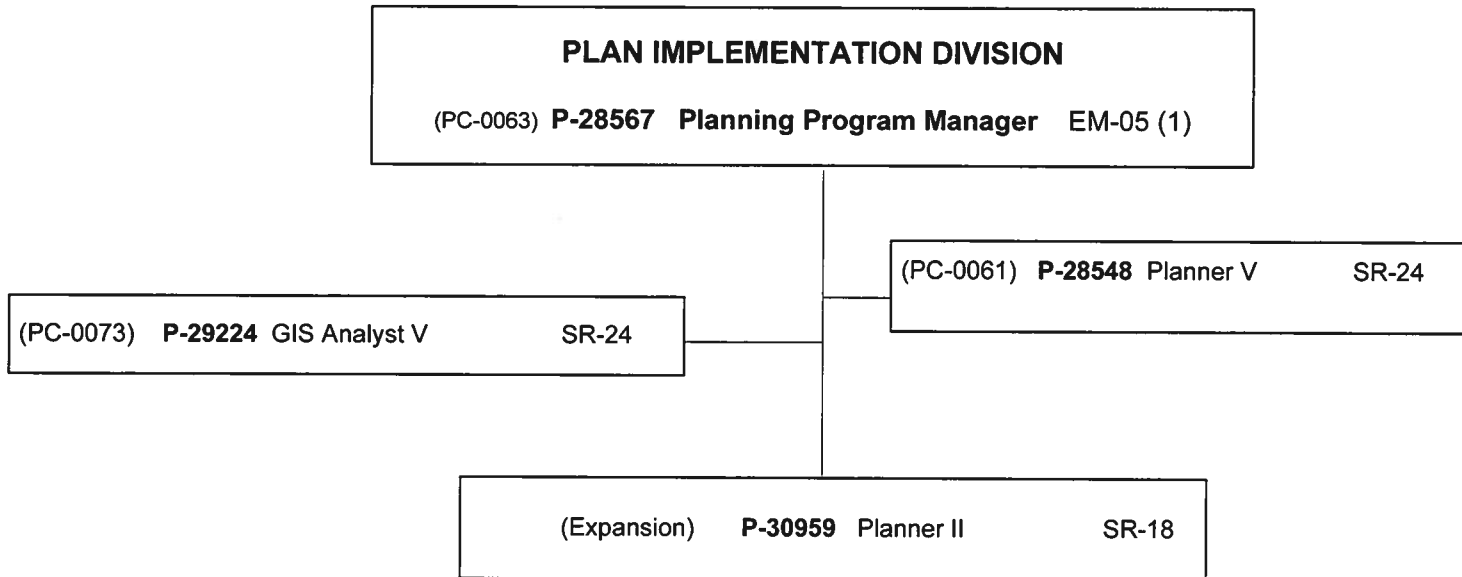 PLAN IMPLEMENTATION DIVISION
(PC-0063) P-28567 Planning Program Manager EM-05 (1)
(PC-0061) P-28548 Planner V SR-24
(PC-0073) P-29224 GIS Analyst V SR-24
(Expansion) P-30959 Planner II SR-18